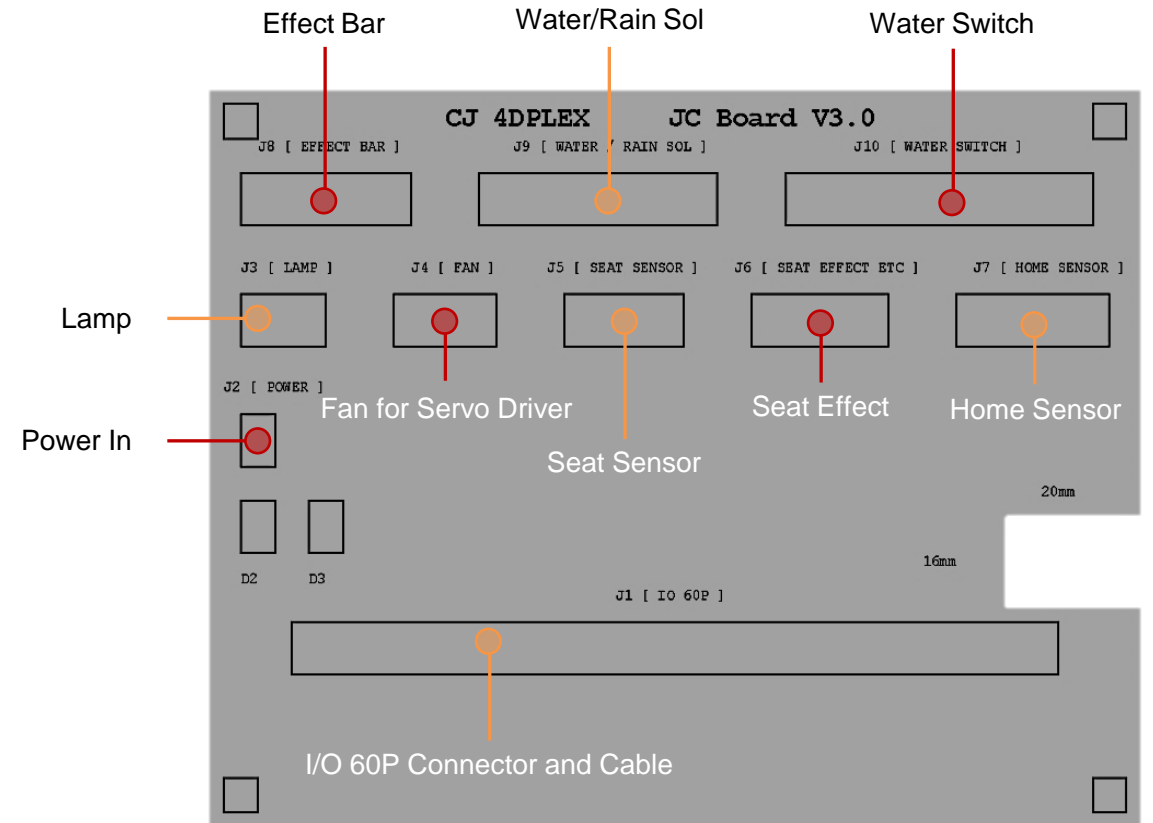 Effect Bar
Water/Rain Sol
Water Switch
CJ 4DPLEX JC Board V3.0
J8 [ EFFECT BAR ]
J9 [ WATER / RAIN SOL ]
J10 [ WATER SWITCH ]
J3 [ LAMP ]
J4 [ FAN ]
J5 [ SEAT SENSOR ]
J6 [ SEAT EFFECT ETC ]
J7 [ HOME SENSOR ]
Lamp
J2 [ POWER ]
Fan for Servo Driver
Seat Effect
Home Sensor
Power In
Seat Sensor
20mm
16mm
D2
D3
J1 [ IO 60P ]
I/O 60P Connector and Cable